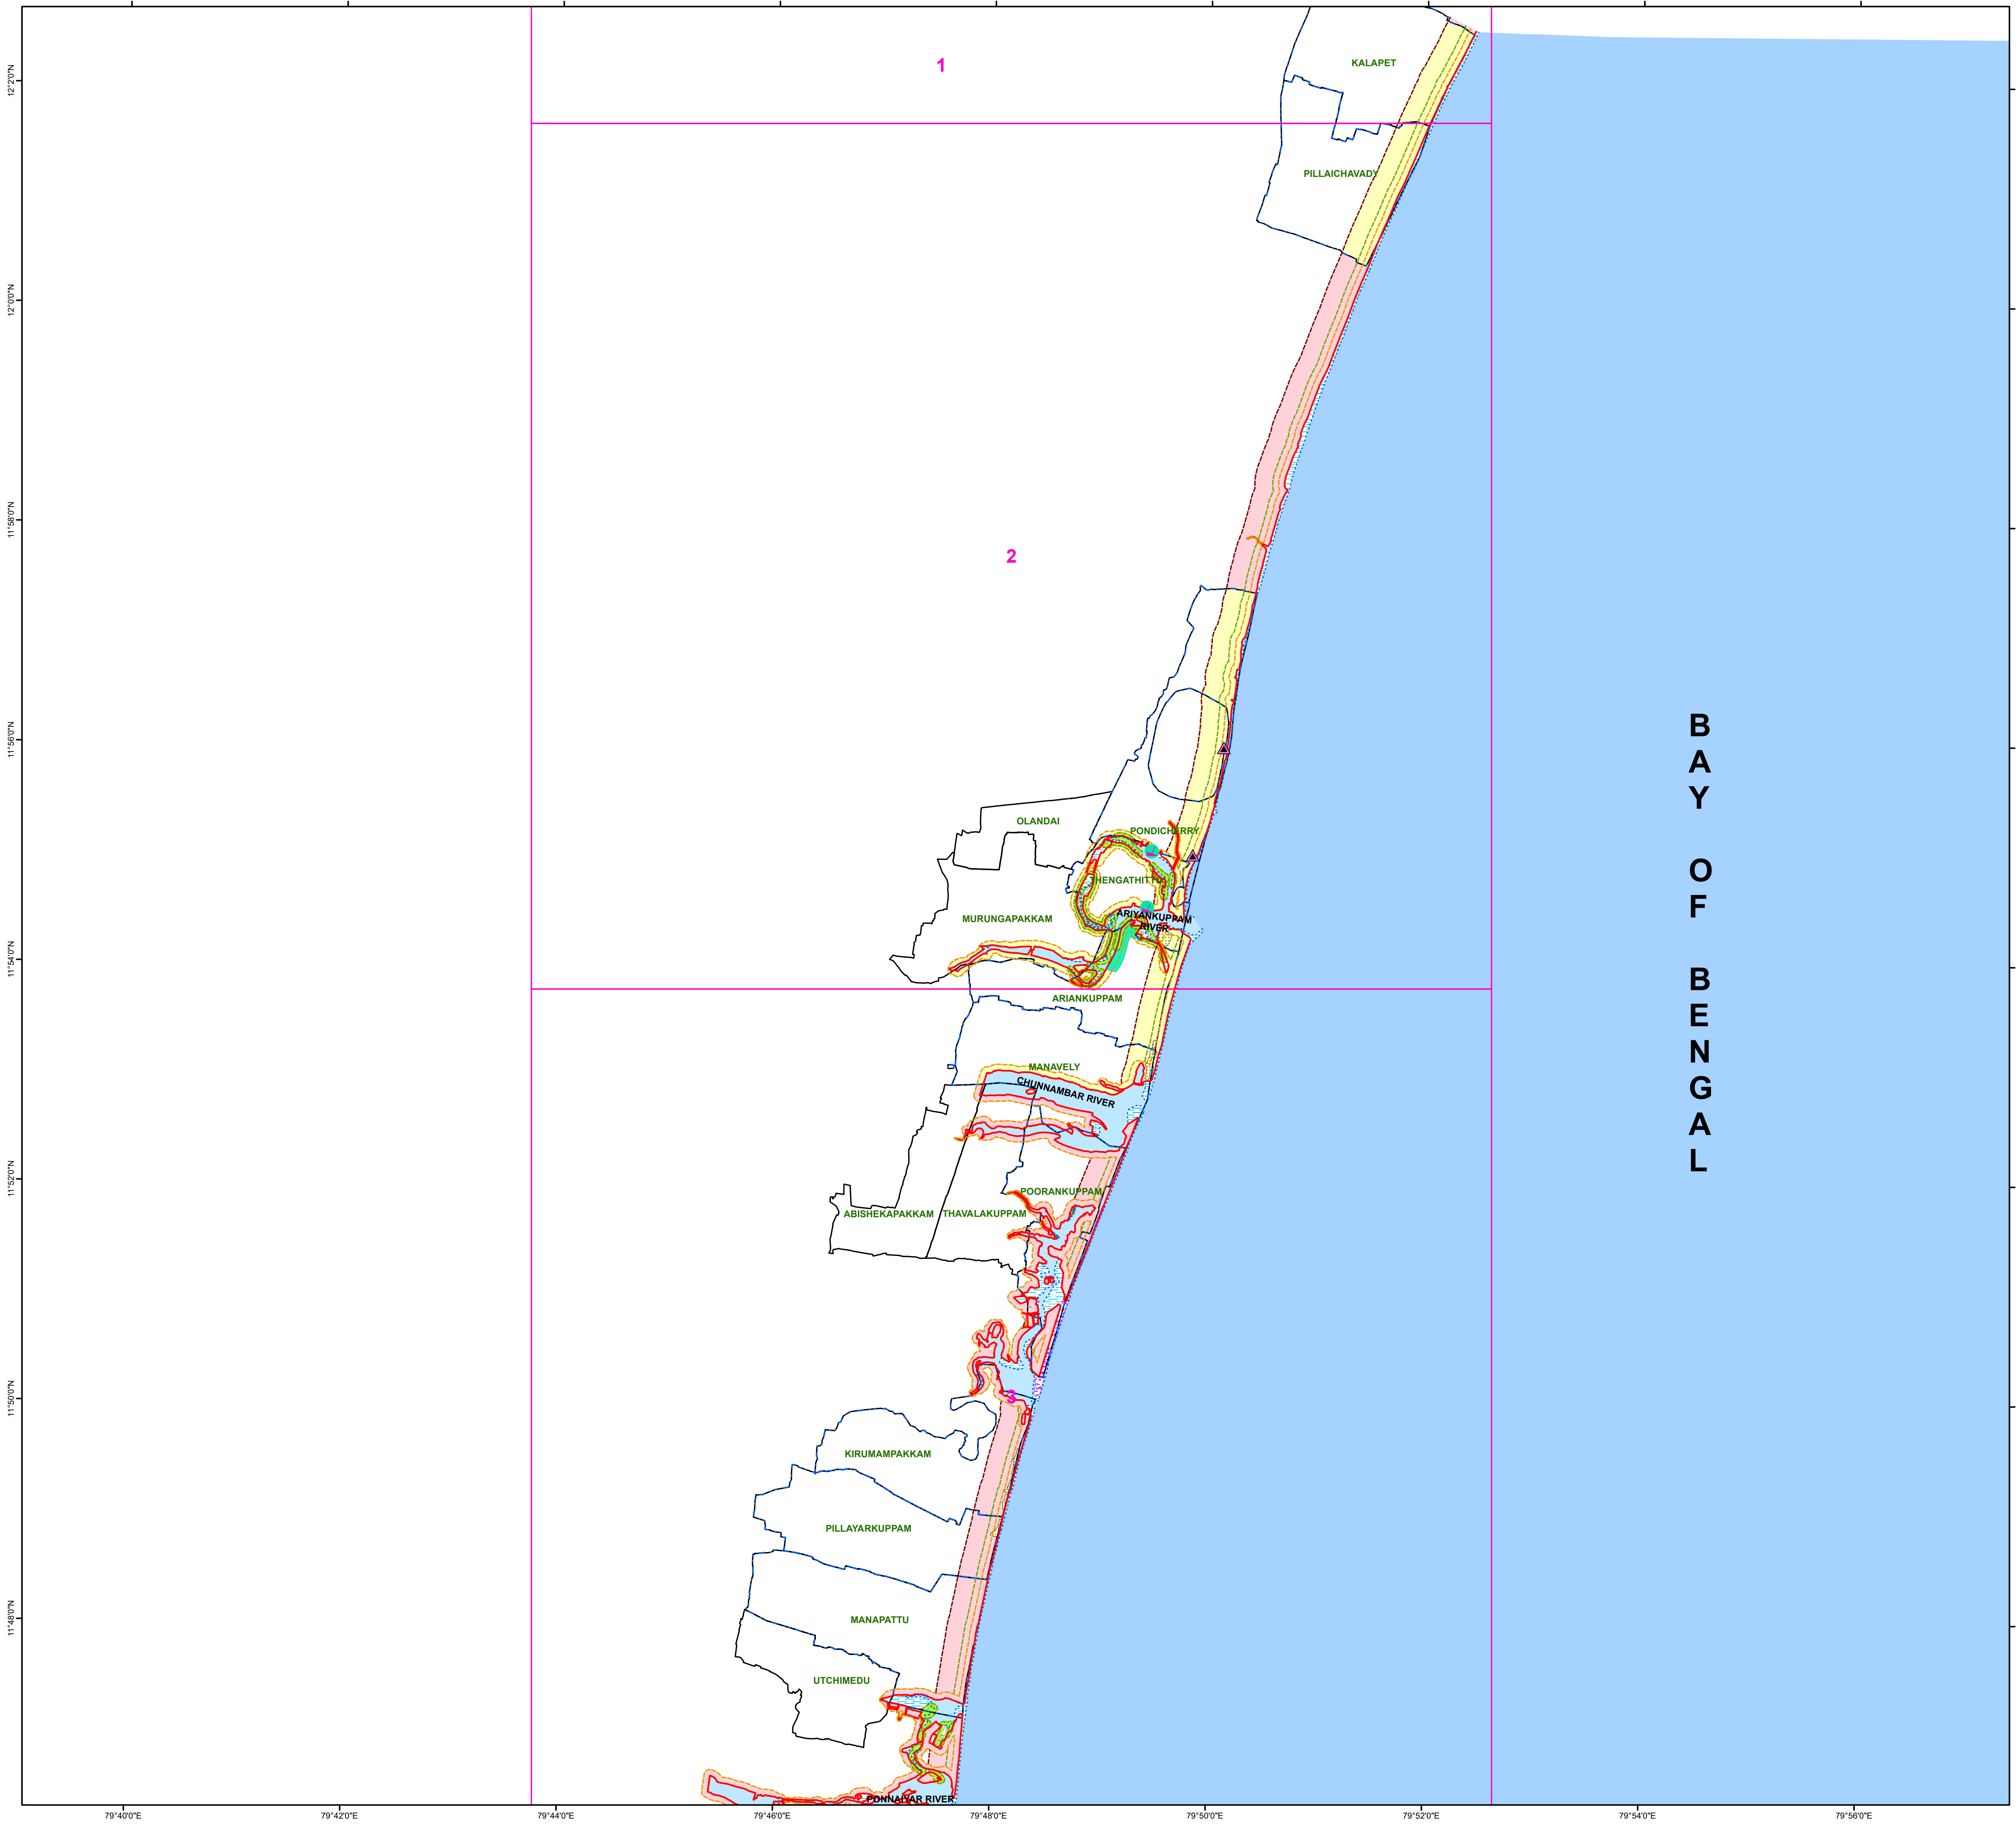 KALAPET
1
12°2'0"N
PILLAICHAVADY
12°0'0"N
11°58'0"N
2
11°56'0"N
BAY OF BENGAL
OLANDAI
PONDICHERRY
THENGATHITTU
MURUNGAPAKKAM
ARIYANKUPPAM
RIVER
11°54'0"N
ARIANKUPPAM
MANAVELY
CHUNNAMBAR RIVER
11°52'0"N
POORANKUPPAM
ABISHEKAPAKKAM
THAVALAKUPPAM
11°50'0"N
3
KIRUMAMPAKKAM
PILLAYARKUPPAM
11°48'0"N
MANAPATTU
UTCHIMEDU
PONNAIYAR RIVER
79°40'0"E
79°42'0"E
79°44'0"E
79°46'0"E
79°48'0"E
79°50'0"E
79°52'0"E
79°54'0"E
79°56'0"E